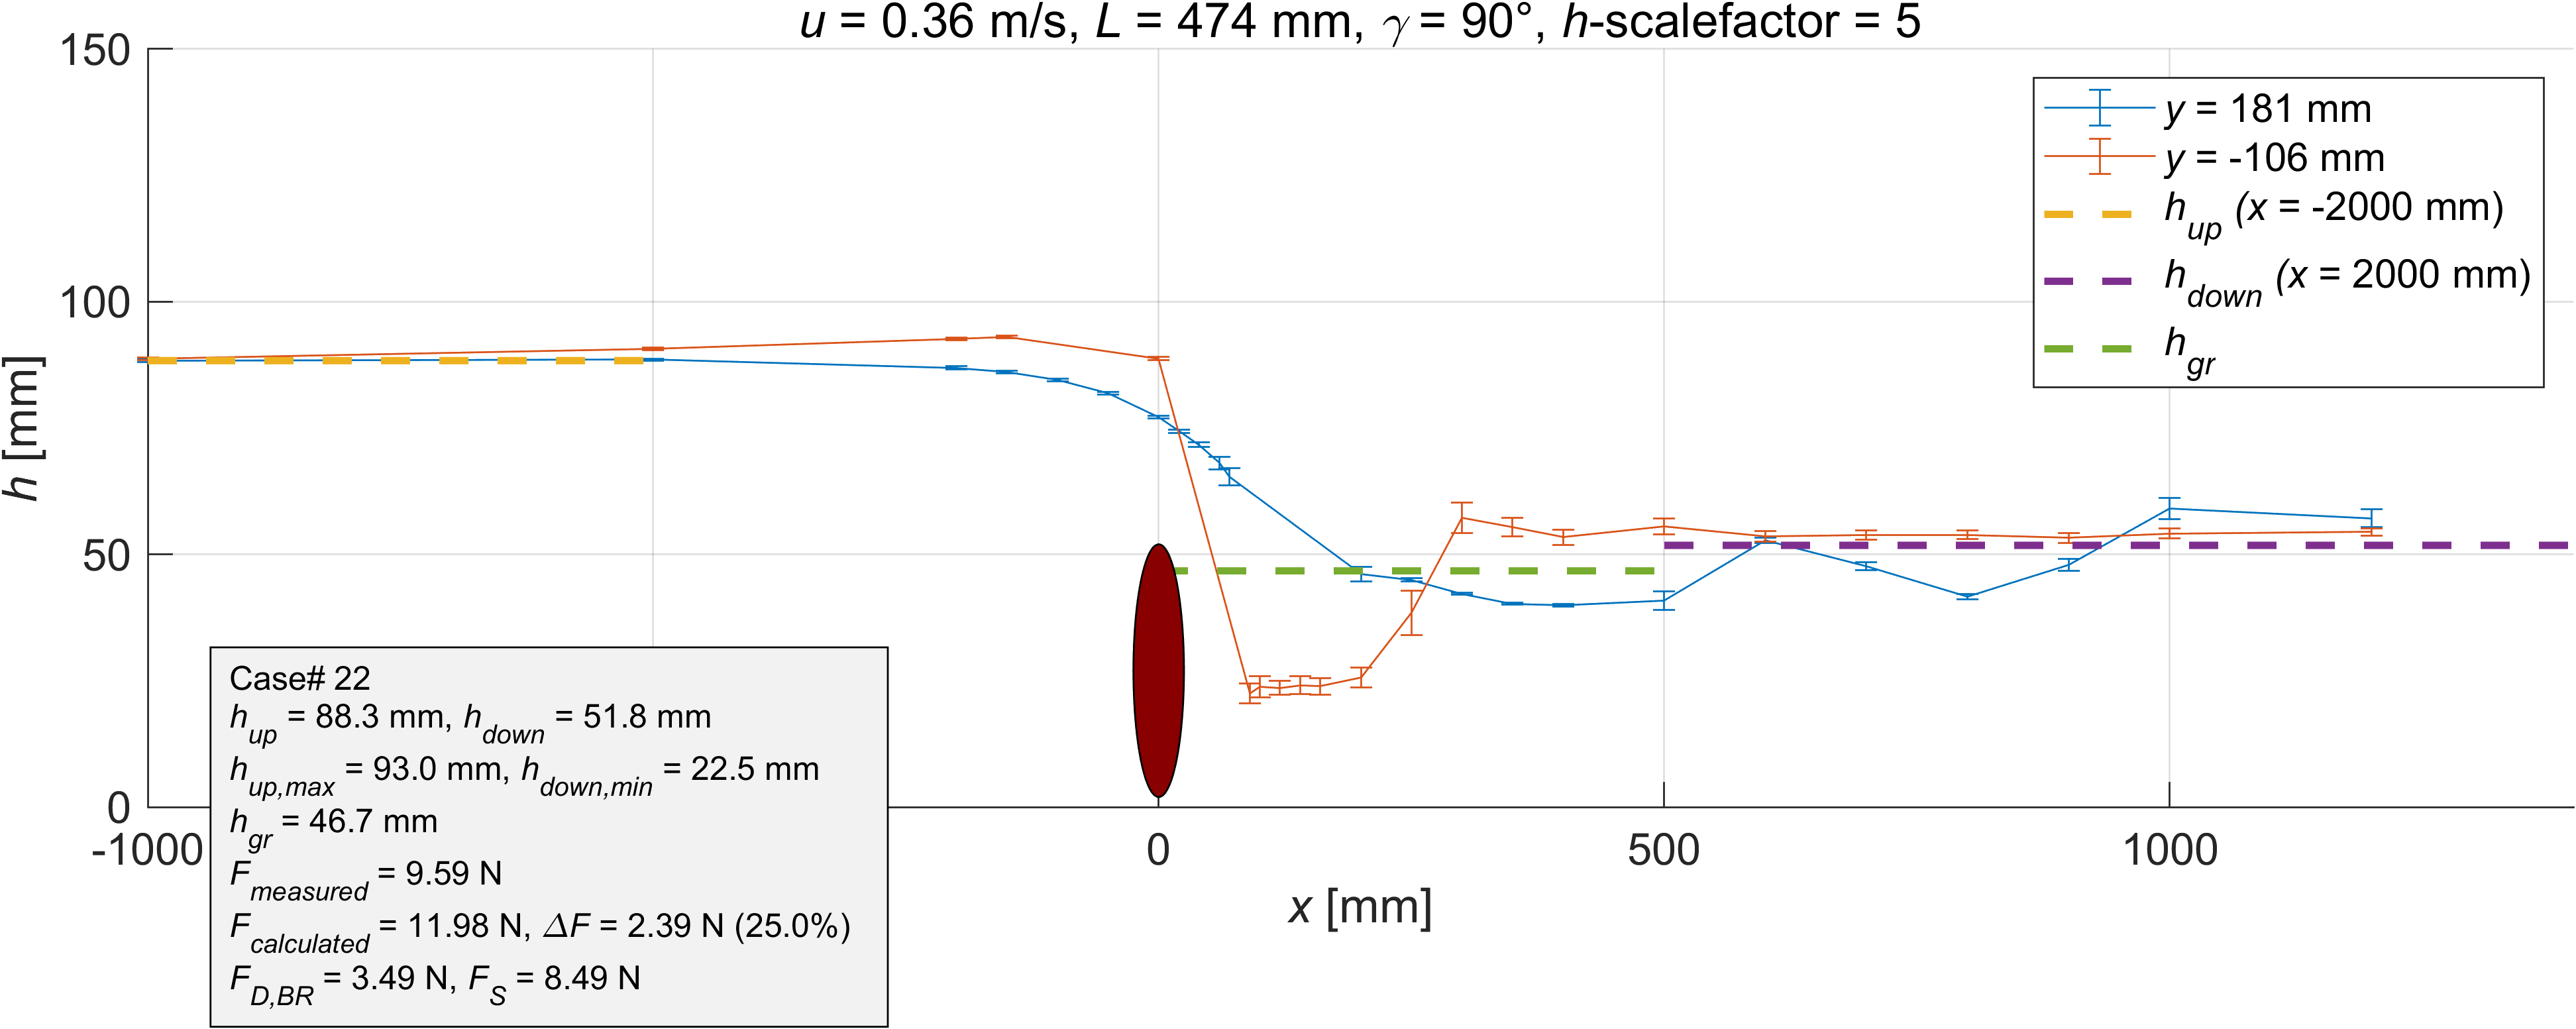 u = 0.36 m/s, L = 474 mm, γ = 90°, h-scalefactor = 5
150
100
50
0
h [mm]
-1000
0
500
1000
x [mm]
y = 181 mm
y = -106 mm
h_up (x = -2000 mm)
h_down (x = 2000 mm)
h_gr
Case# 22
h_up = 88.3 mm, h_down = 51.8 mm
h_up,max = 93.0 mm, h_down,min = 22.5 mm
h_gr = 46.7 mm
F_measured = 9.59 N
F_calculated = 11.98 N, ΔF = 2.39 N (25.0%)
F_D,BR = 3.49 N, F_S = 8.49 N